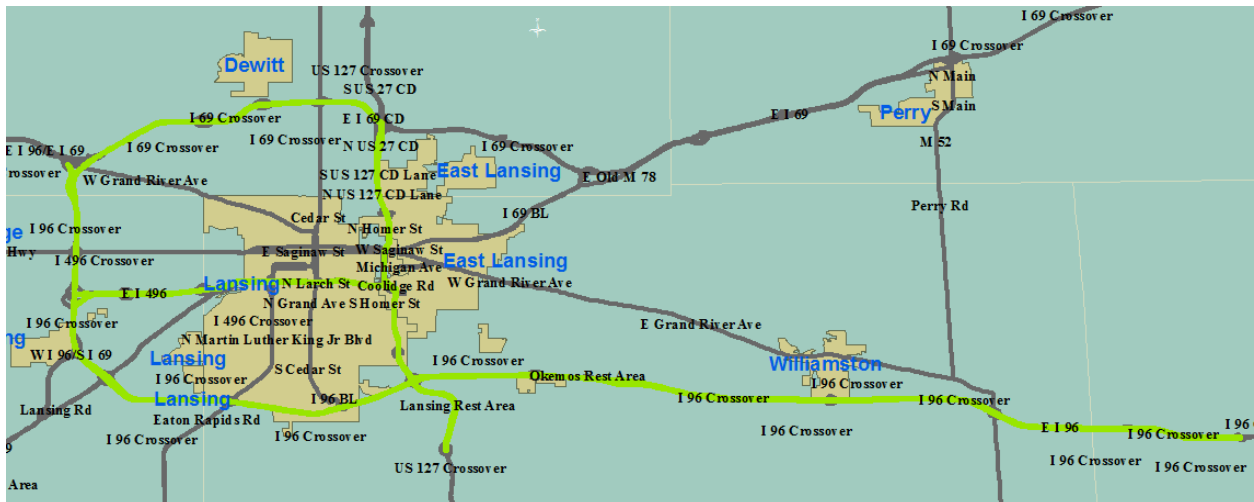 I 69 Crossover
I 69 Crossover
Dewitt
US 127 Crossover
S US 27 CD
N Main
S Main
Perry
I 69 Crossover
E I 69 CD
E I 69
I 69 Crossover
N US 27 CD
I 69 Crossover
M 52
E I 96/E I 69
I 69 Crossover
rossover
East Lansing
S US 127 CD Lane
E Old M 78
W Grand River Ave
N US 127 CD Lane
Perry Rd
Cedar St
I 69 BL
I 96 Crossover
N Homer St
ge
Hwy
E Saginaw St
W Saginaw St
I 496 Crossover
Michigan Ave
East Lansing
Lansing
N Larch St
Coolidge Rd
W Grand River Ave
E I 496
N Grand Ave
S Homer St
I 96 Crossover
I 496 Crossover
E Grand River Ave
ng
N Martin Luther King Jr Blvd
W I 96/S I 69
Lansing
Williamston
S Cedar St
I 96 Crossover
Okemos Rest Area
I 96 Crossover
Lansing
I 96 BL
I 96 Crossover
I 96 Crossover
Lansing Rd
Lansing Rest Area
Eaton Rapids Rd
I 96 C
E I 96
I 96 Crossover
I 96 Crossover
I 96 Crossover
I 96 Crossover
9
I 96 Crossover
I 96 Crossover
US 127 Crossover
Area